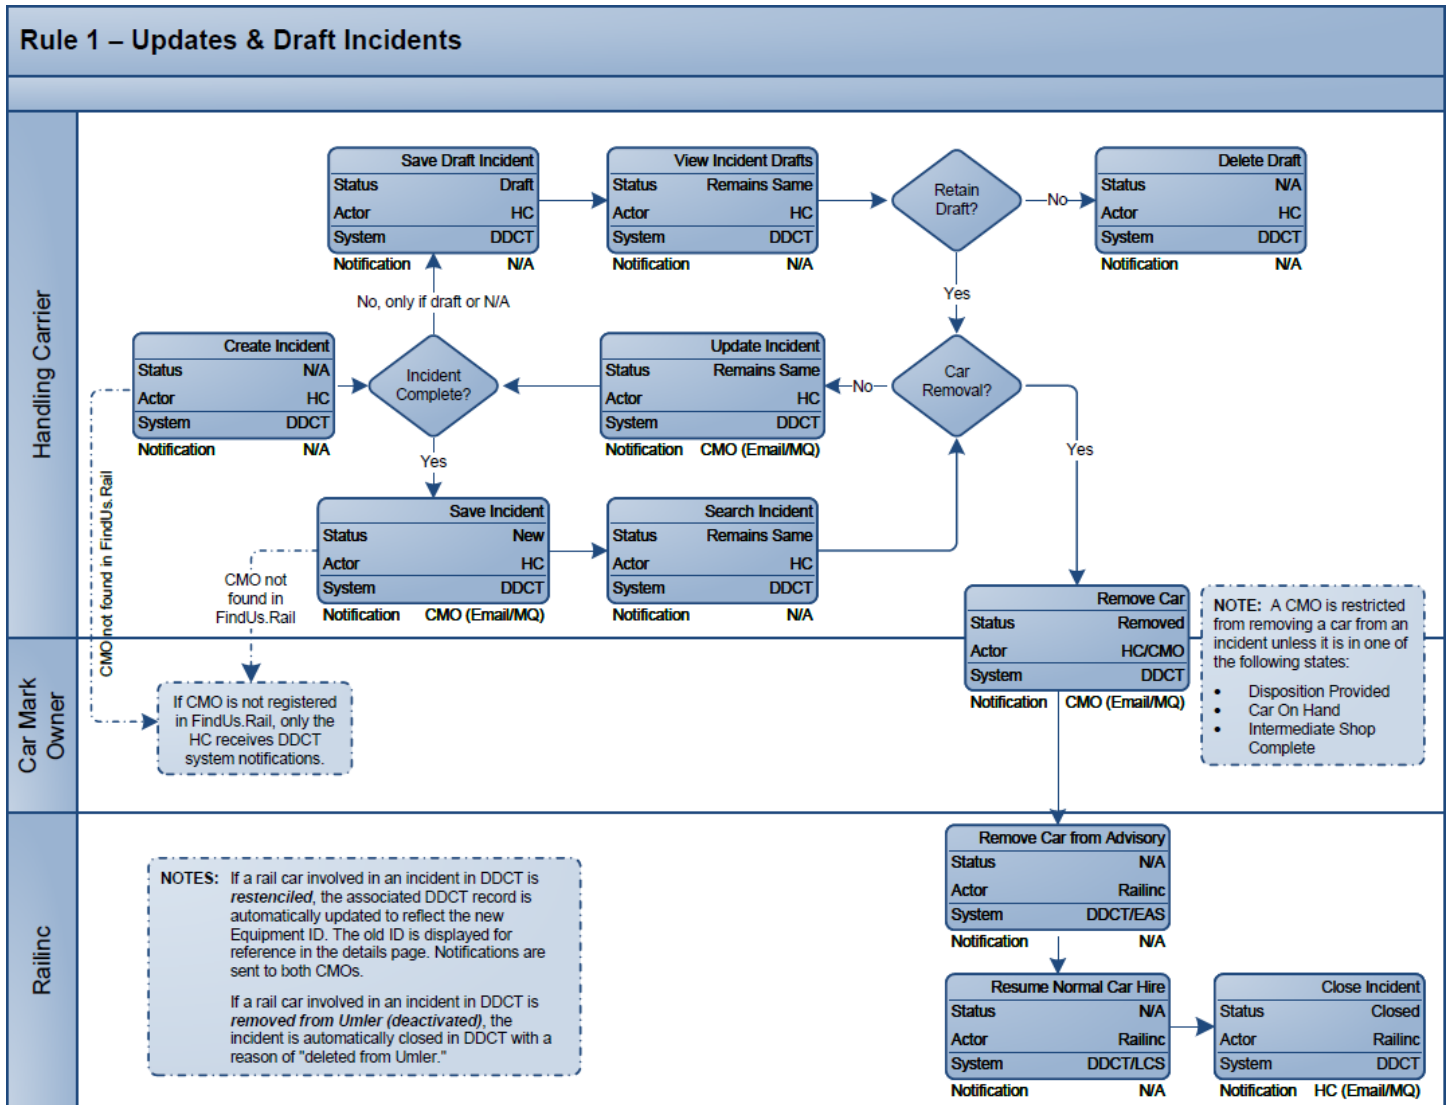 Rule 1 – Updates & Draft Incidents
Handling Carrier
Save Draft Incident
Status Draft
Actor HC
System DDCT
Notification N/A
View Incident Drafts
Status Remains Same
Actor HC
System DDCT
Notification N/A
Retain
Draft?
No
Delete Draft
Status N/A
Actor HC
System DDCT
Notification N/A
Yes
No, only if draft or N/A
Create Incident
Status N/A
Actor HC
System DDCT
Notification N/A
Incident
Complete?
Update Incident
Status Remains Same
Actor HC
System DDCT
Notification CMO (Email/MQ)
No
Car
Removal?
Yes
Yes
CMO not found in FindUs.Rail
Save Incident
Status New
Actor HC
System DDCT
Notification CMO (Email/MQ)
Search Incident
Status Remains Same
Actor HC
System DDCT
Notification N/A
CMO not
found in
FindUs.Rail
Remove Car
Status Removed
Actor HC/CMO
System DDCT
Notification CMO (Email/MQ)
NOTE: A CMO is restricted
from removing a car from an
incident unless it is in one of
the following states:
• Disposition Provided
• Car On Hand
• Intermediate Shop
Complete
Car Mark
Owner
If CMO is not registered
in FindUs.Rail, only the
HC receives DDCT
system notifications.
Railinc
NOTES: If a rail car involved in an incident in DDCT is
restenciled, the associated DDCT record is
automatically updated to reflect the new
Equipment ID. The old ID is displayed for
reference in the details page. Notifications are
sent to both CMOs.
If a rail car involved in an incident in DDCT is
removed from Umler (deactivated), the
incident is automatically closed in DDCT with a
reason of "deleted from Umler."
Remove Car from Advisory
Status N/A
Actor Railinc
System DDCT/EAS
Notification N/A
Resume Normal Car Hire
Status N/A
Actor Railinc
System DDCT/LCS
Notification N/A
Close Incident
Status Closed
Actor Railinc
System DDCT
Notification HC (Email/MQ)